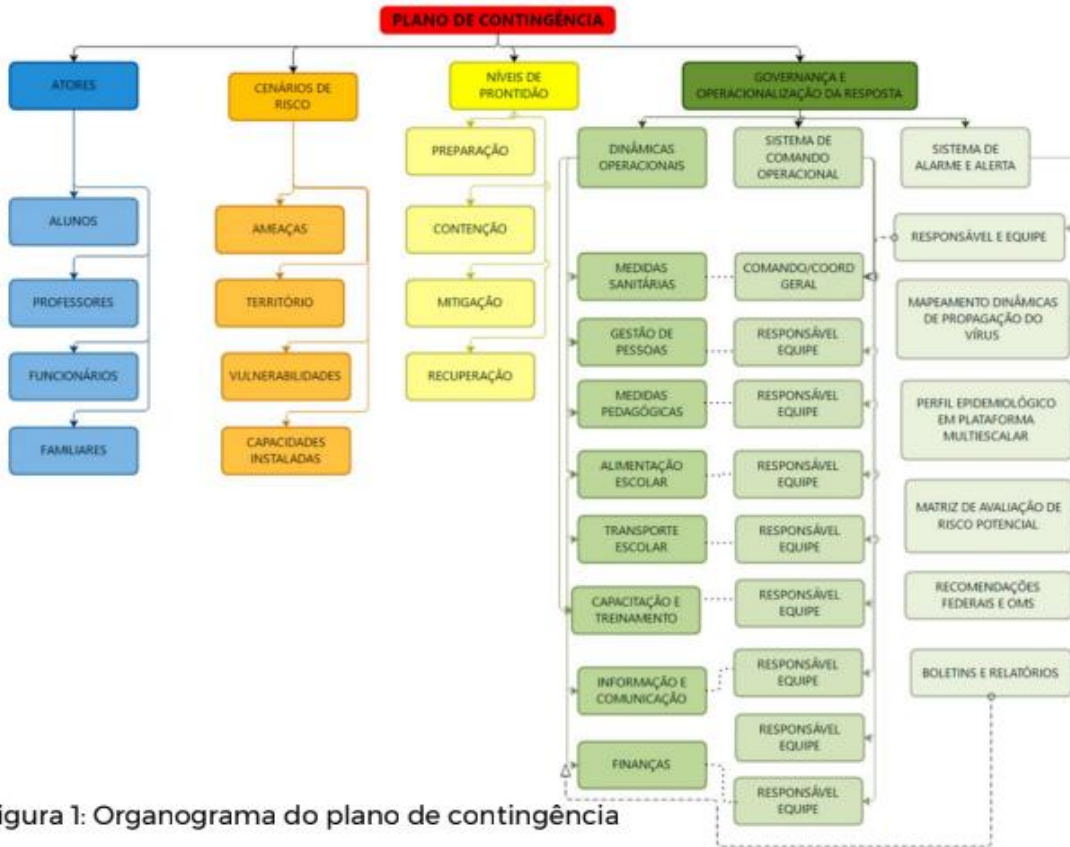 PLANO DE CONTINGÊNCIA
ATORES
CENÁRIOS DE
RISCO
NÍVEIS DE
PRONTIDÃO
GOVERNANÇA E
OPERACIONALIZAÇÃO DA RESPOSTA
ALUNOS
PROFESSORES
FUNCIONÁRIOS
FAMILIARES
AMEAÇAS
TERRITÓRIO
VULNERABILIDADES
CAPACIDADES
INSTALADAS
PREPARAÇÃO
CONTENÇÃO
MITIGAÇÃO
RECUPERAÇÃO
DINÂMICAS
OPERACIONAIS
MEDIDAS
SANITÁRIAS
GESTÃO DE
PESSOAS
MEDIDAS
PEDAGÓGICAS
ALIMENTAÇÃO
ESCOLAR
TRANSPORTE
ESCOLAR
CAPACITAÇÃO E
TREINAMENTO
INFORMAÇÃO E
COMUNICAÇÃO
FINANÇAS
SISTEMA DE
COMANDO
OPERACIONAL
COMANDO/COORD
GERAL
RESPONSÁVEL
EQUIPE
RESPONSÁVEL
EQUIPE
RESPONSÁVEL
EQUIPE
RESPONSÁVEL
EQUIPE
RESPONSÁVEL
EQUIPE
RESPONSÁVEL
EQUIPE
RESPONSÁVEL
EQUIPE
RESPONSÁVEL
EQUIPE
SISTEMA DE
ALARME E ALERTA
RESPONSÁVEL E EQUIPE
MAPEAMENTO DINÂMICAS
DE PROPAGAÇÃO DO
VÍRUS
PERFIL EPIDEMIOLÓGICO
EM PLATAFORMA
MULTIESCALAR
MATRIZ DE AVALIAÇÃO DE
RISCO POTENCIAL
RECOMENDAÇÕES
FEDERAIS E OMS
BOLETINS E RELATÓRIOS
igura 1: Organograma do plano de contingência